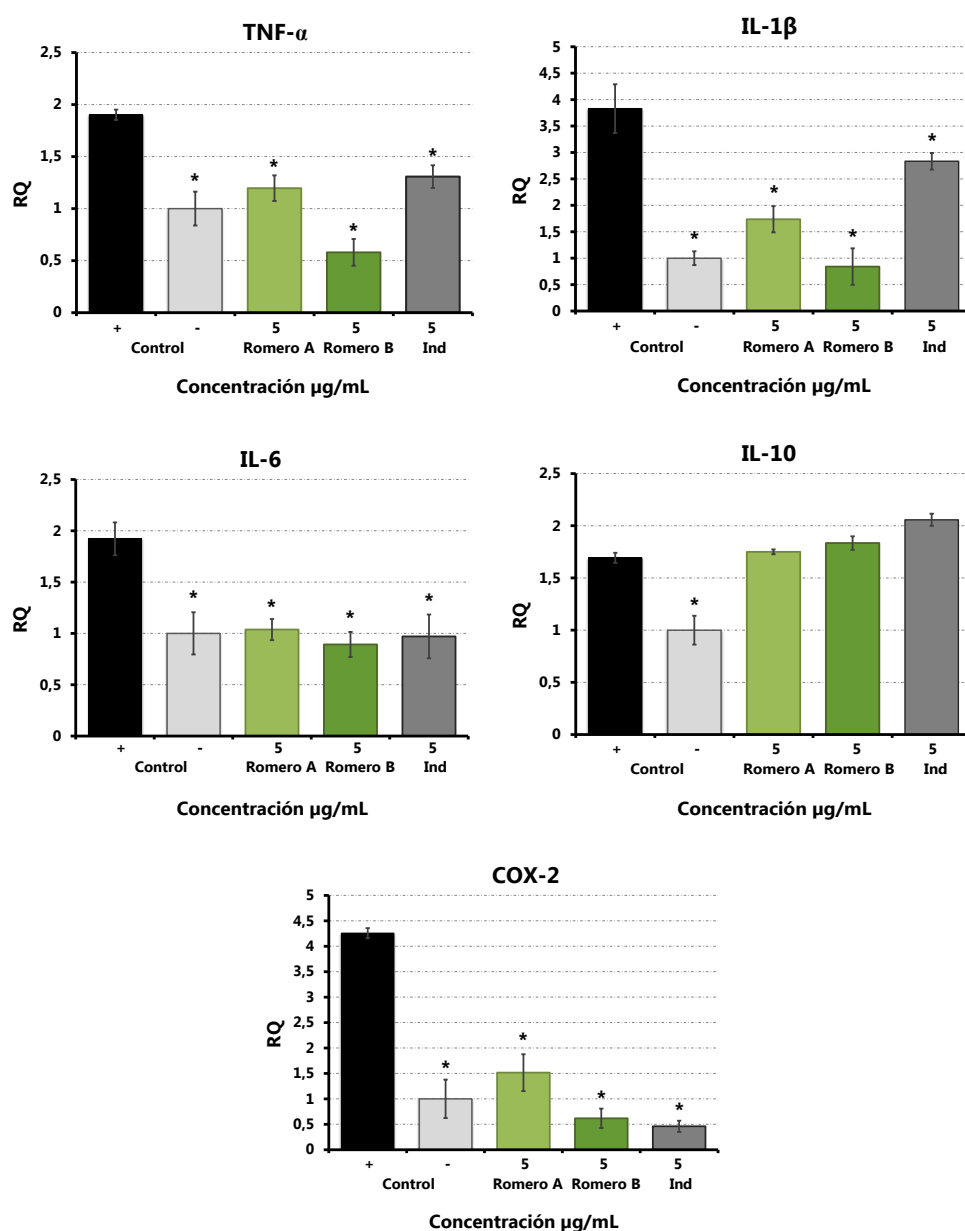 TNF-α
2,5
2
1,5
1
0,5
0
RQ
*
*
*
*
+ - 5 5 5
Control Romero A Romero B Ind
Concentración µg/mL
IL-1β
5
4,5
4
3,5
3
2,5
2
1,5
1
0,5
0
RQ
*
*
*
*
+ - 5 5 5
Control Romero A Romero B Ind
Concentración µg/mL
IL-6
2,5
2
1,5
1
0,5
0
RQ
*
*
*
*
+ - 5 5 5
Control Romero A Romero B Ind
Concentración µg/mL
IL-10
2,5
2
1,5
1
0,5
0
RQ
*
+ - 5 5 5
Control Romero A Romero B Ind
Concentración µg/mL
COX-2
5
4,5
4
3,5
3
2,5
2
1,5
1
0,5
0
RQ
*
*
*
*
+ - 5 5 5
Control Romero A Romero B Ind
Concentración µg/mL